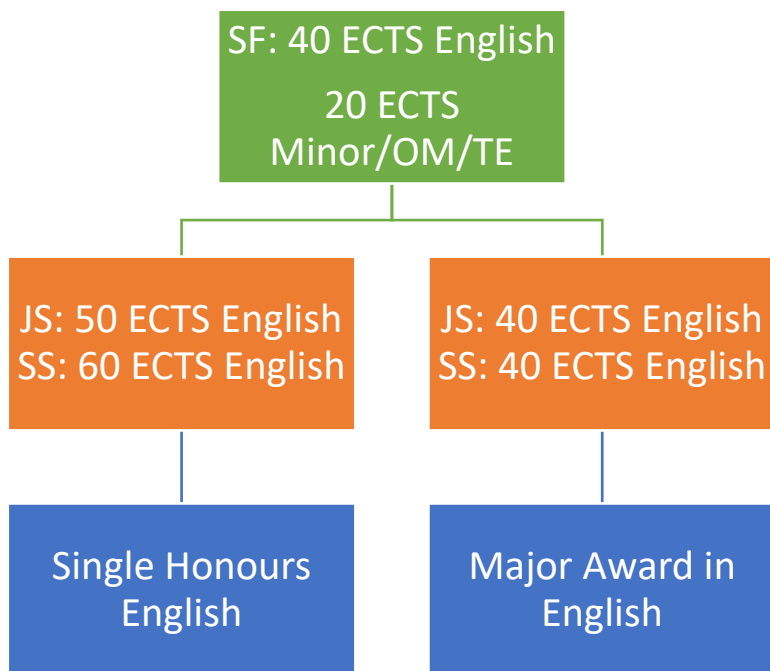 SF: 40 ECTS English
20 ECTS
Minor/OM/TE
JS: 50 ECTS English
SS: 60 ECTS English
JS: 40 ECTS English
SS: 40 ECTS English
Single Honours
English
Major Award in
English